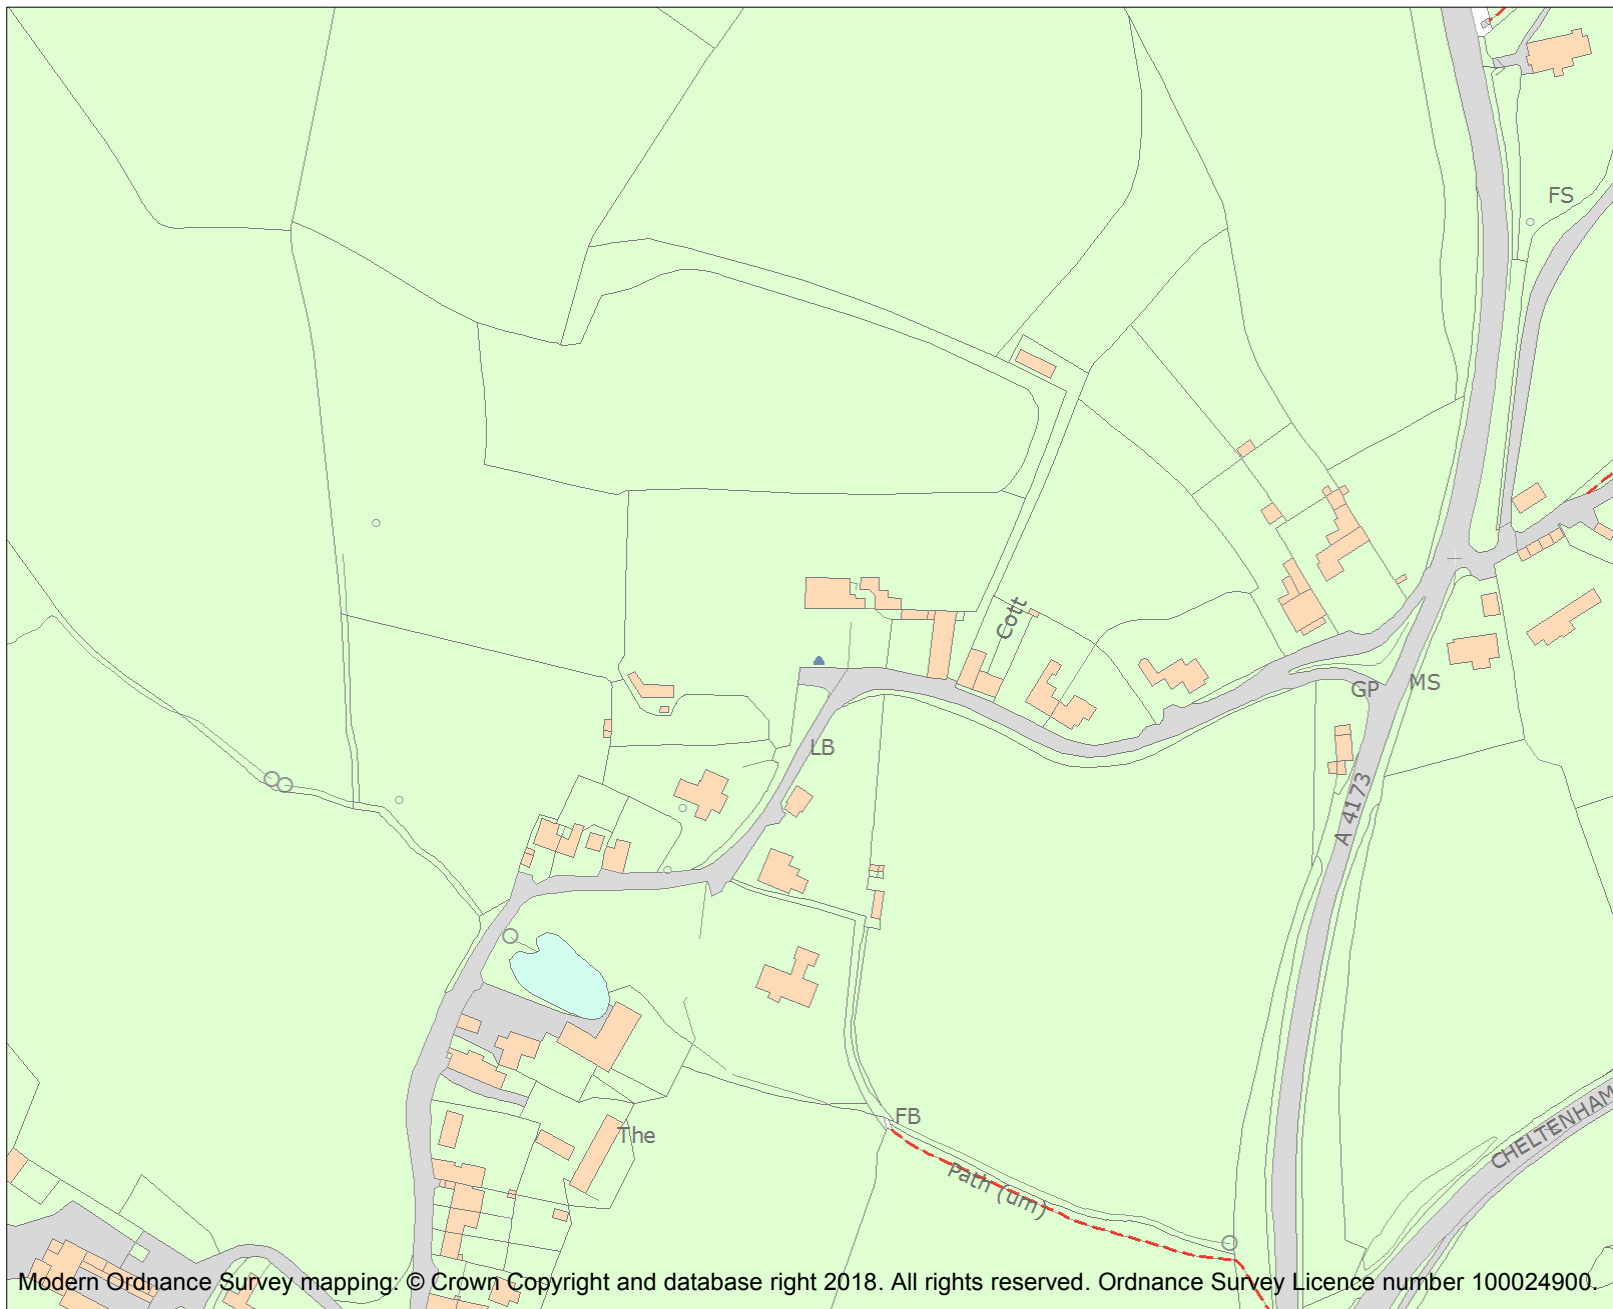 FS
Cott
GP
MS
LB
A 4173
FB
The
CHELTENHAM
Path (um)
Modern Ordnance Survey mapping: © Crown Copyright and database right 2018. All rights reserved. Ordnance Survey Licence number 100024900.